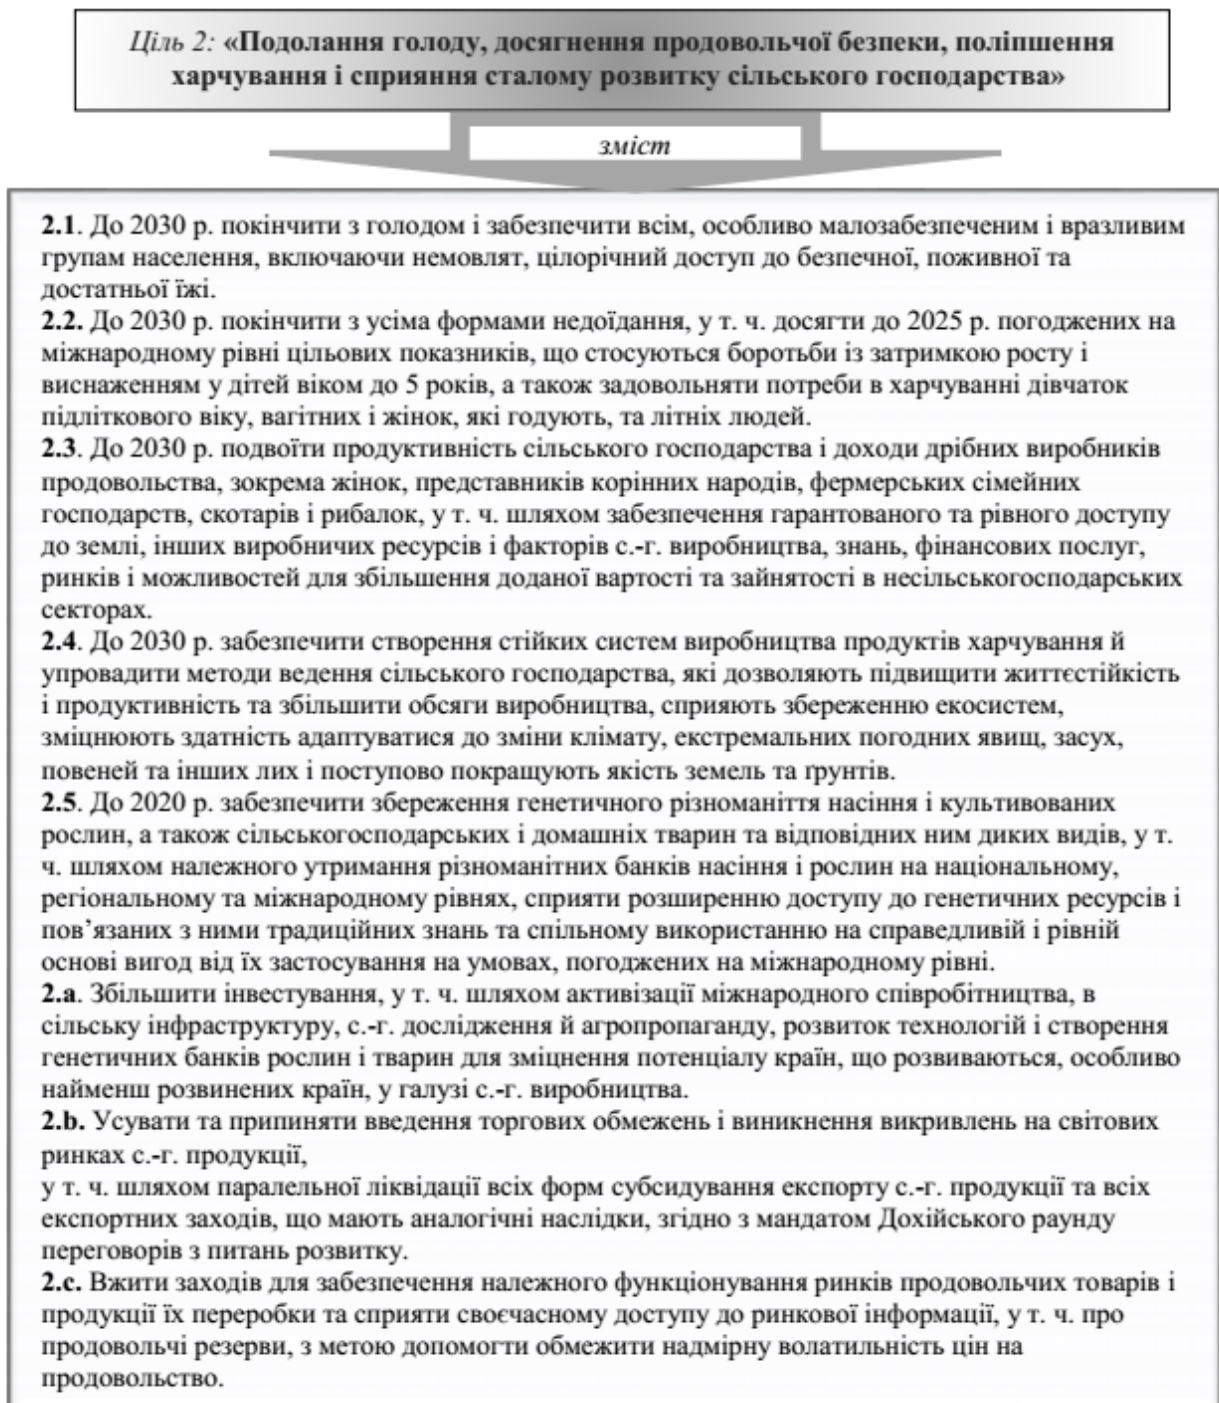 Ціль 2: «Подолання голоду, досягнення продовольчої безпеки, поліпшення
харчування і сприяння сталому розвитку сільського господарства»
зміст
2.1. До 2030 р. покінчити з голодом і забезпечити всім, особливо малозабезпеченим і вразливим
групам населення, включаючи немовлят, цілорічний доступ до безпечної, поживної та
достатньої їжі.
2.2. До 2030 р. покінчити з усіма формами недоїдання, у т. ч. досягти до 2025 р. погоджених на
міжнародному рівні цільових показників, що стосуються боротьби із затримкою росту і
виснаженням у дітей віком до 5 років, а також задовольняти потреби в харчуванні дівчаток
підліткового віку, вагітних і жінок, які годують, та літніх людей.
2.3. До 2030 р. подвоїти продуктивність сільського господарства і доходи дрібних виробників
продовольства, зокрема жінок, представників корінних народів, фермерських сімейних
господарств, скотарів і рибалок, у т. ч. шляхом забезпечення гарантованого та рівного доступу
до землі, інших виробничих ресурсів і факторів с.-г. виробництва, знань, фінансових послуг,
ринків і можливостей для збільшення доданої вартості та зайнятості в несільськогосподарських
секторах.
2.4. До 2030 р. забезпечити створення стійких систем виробництва продуктів харчування й
упровадити методи ведення сільського господарства, які дозволяють підвищити життєстійкість
і продуктивність та збільшити обсяги виробництва, сприяють збереженню екосистем,
зміцнюють здатність адаптуватися до зміни клімату, екстремальних погодних явищ, засух,
повеней та інших лих і поступово покращують якість земель та ґрунтів.
2.5. До 2020 р. забезпечити збереження генетичного різноманіття насіння і культивованих
рослин, а також сільськогосподарських і домашніх тварин та відповідних ним диких видів, у т.
ч. шляхом належного утримання різноманітних банків насіння і рослин на національному,
регіональному та міжнародному рівнях, сприяти розширенню доступу до генетичних ресурсів і
пов’язаних з ними традиційних знань та спільному використанню на справедливій і рівній
основі вигод від їх застосування на умовах, погоджених на міжнародному рівні.
2.a. Збільшити інвестування, у т. ч. шляхом активізації міжнародного співробітництва, в
сільську інфраструктуру, с.-г. дослідження й агропропаганду, розвиток технологій і створення
генетичних банків рослин і тварин для зміцнення потенціалу країн, що розвиваються, особливо
найменш розвинених країн, у галузі с.-г. виробництва.
2.b. Усувати та припиняти введення торгових обмежень і виникнення викривлень на світових
ринках с.-г. продукції,
у т. ч. шляхом паралельної ліквідації всіх форм субсидування експорту с.-г. продукції та всіх
експортних заходів, що мають аналогічні наслідки, згідно з мандатом Дохійського раунду
переговорів з питань розвитку.
2.c. Вжити заходів для забезпечення належного функціонування ринків продовольчих товарів і
продукції їх переробки та сприяти своєчасному доступу до ринкової інформації, у т. ч. про
продовольчі резерви, з метою допомогти обмежити надмірну волатильність цін на
продовольство.